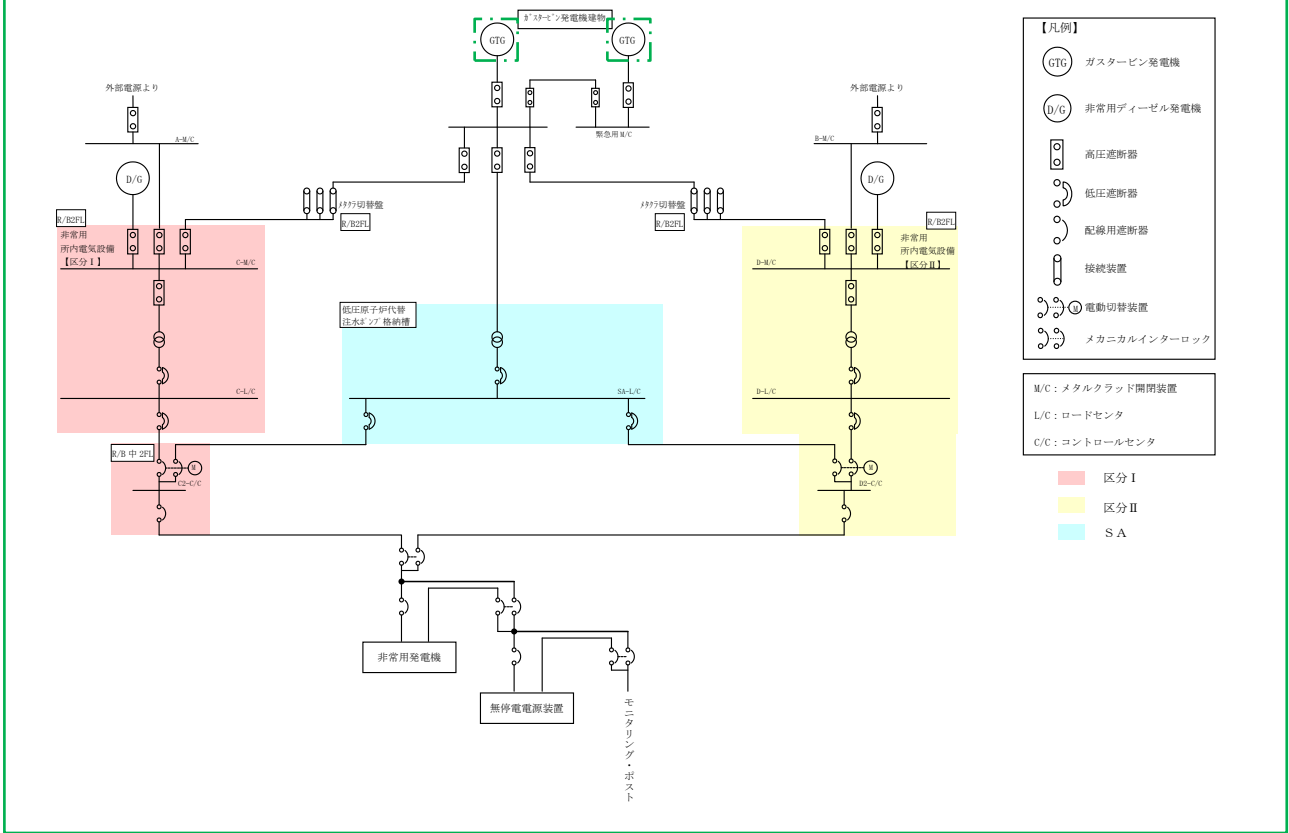 ガスタービン発電機建物
GTG
GTG
外部電源より
外部電源より
A-M/C
緊急用 M/C
B-M/C
D/G
D/G
メタクラ切替盤
R/B2FL
メタクラ切替盤
R/B2FL
R/B2FL
非常用
所内電気設備
【区分Ⅰ】
C-M/C
R/B2FL
非常用
所内電気設備
【区分Ⅱ】
D-M/C
低圧原子炉代替
注水ポンプ格納槽
C-L/C
SA-L/C
D-L/C
R/B 中 2FL
M
C2-C/C
M
D2-C/C
非常用発電機
無停電電源装置
モニタリング・ポスト
【凡例】
GTG ガスタービン発電機
D/G 非常用ディーゼル発電機
高圧遮断器
低圧遮断器
配線用遮断器
接続装置
M 電動切替装置
メカニカルインターロック
M/C：メタルクラッド開閉装置
L/C：ロードセンタ
C/C：コントロールセンタ
区分Ⅰ
区分Ⅱ
ＳＡ